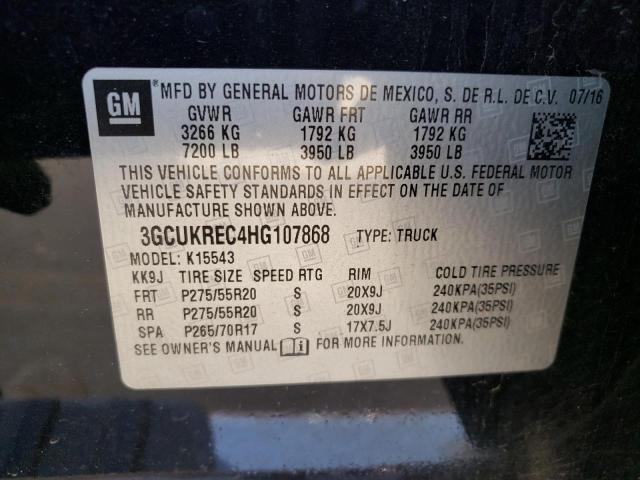 GM
MFD BY GENERAL MOTORS DE MEXICO, S. DE R.L. DE C.V. 07/16
GVWR GAWR FRT GAWR RR
3266 KG 1792 KG 1792 KG
7200 LB 3950 LB 3950 LB
THIS VEHICLE CONFORMS TO ALL APPLICABLE U.S. FEDERAL MOTOR
VEHICLE SAFETY STANDARDS IN EFFECT ON THE DATE OF
MANUFACTURE SHOWN ABOVE.
3GCUKREC4HG107868 TYPE: TRUCK
MODEL: K15543
KK9J TIRE SIZE SPEED RTG RIM COLD TIRE PRESSURE
FRT P275/55R20 S 20X9J 240KPA(35PSI)
RR P275/55R20 S 20X9J 240KPA(35PSI)
SPA P265/70R17 S 17X7.5J 240KPA(35PSI)
SEE OWNER'S MANUAL FOR MORE INFORMATION.